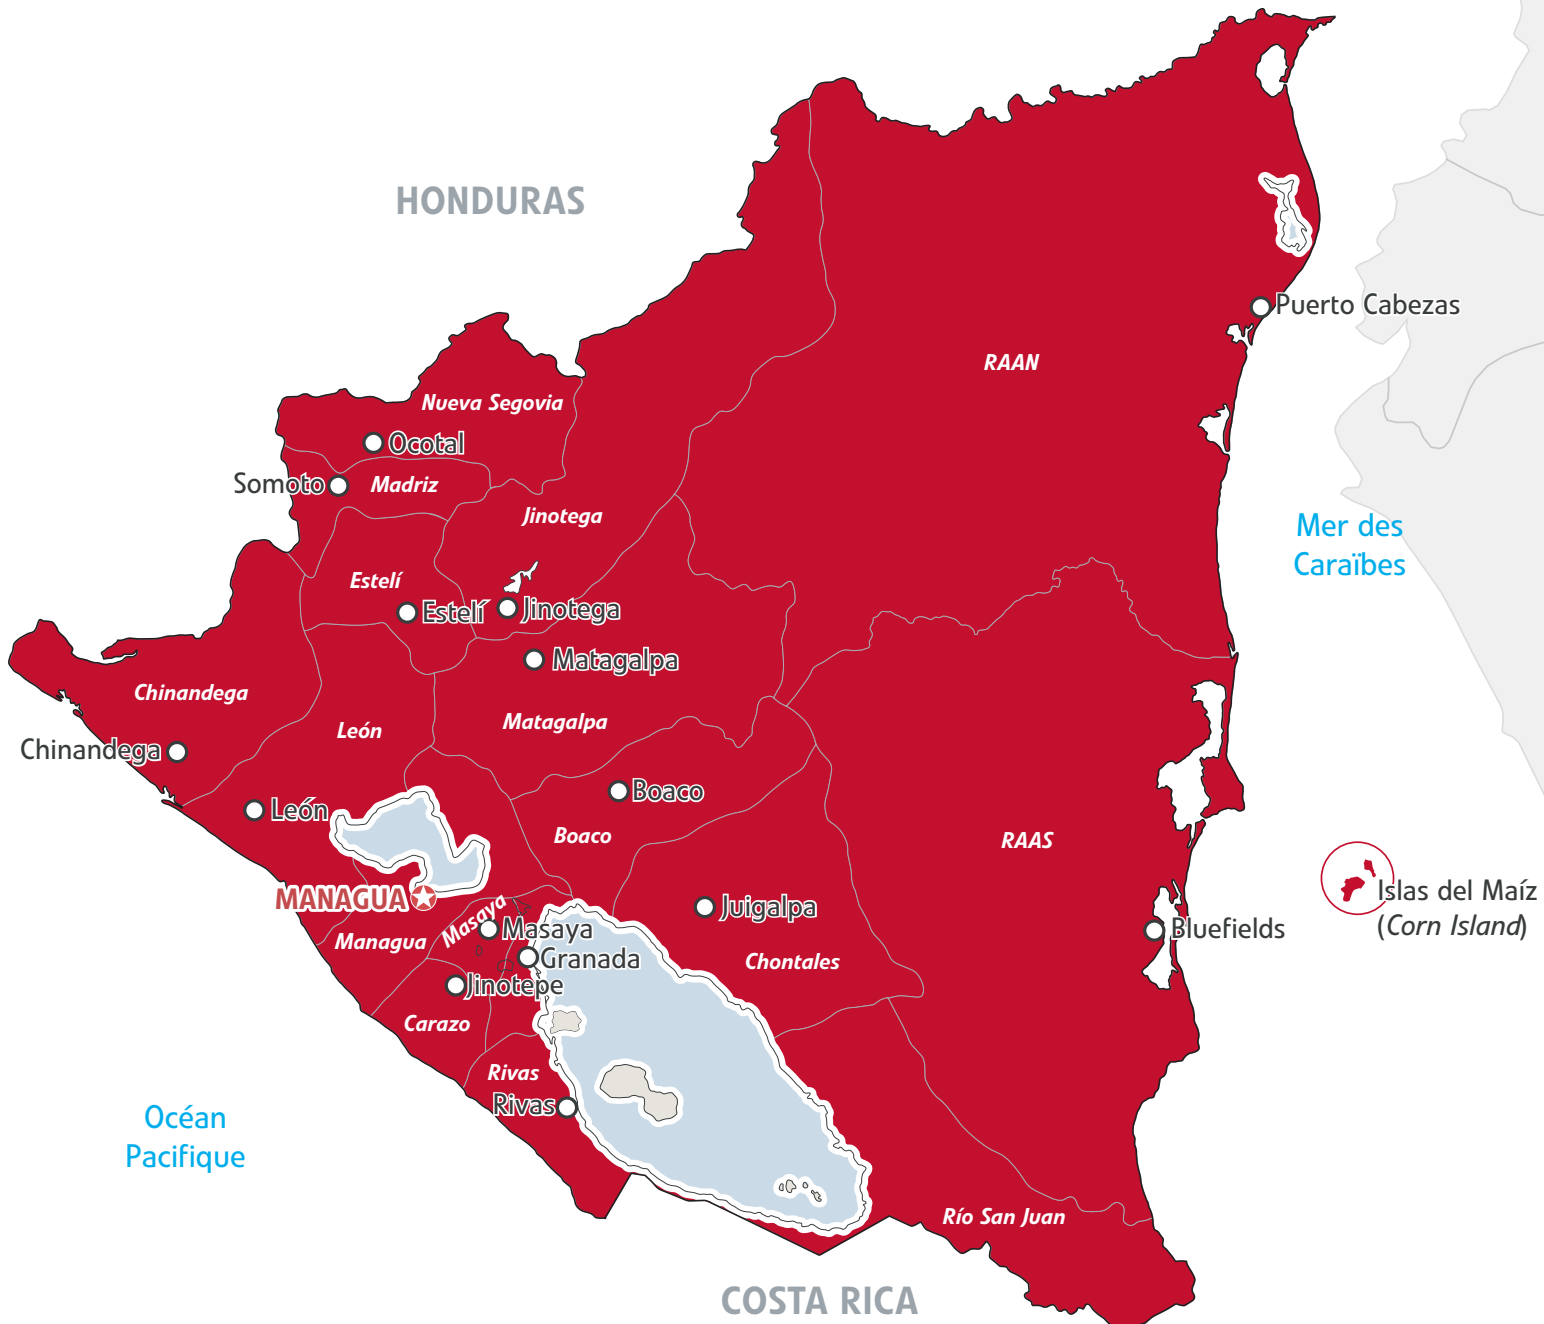 HONDURAS
Puerto Cabezas
RAAN
Nueva Segovia
Ocotal
Somoto
Madriz
Jinotega
Mer des
Caraïbes
Estelí
Estelí
Jinotega
Matagalpa
Chinandega
Matagalpa
León
Chinandega
Boaco
León
Boaco
RAAS
MANAGUA
Islas del Maíz
(Corn Island)
Juigalpa
Masaya
Masaya
Bluefields
Managua
Granada
Chontales
Jinotepe
Carazo
Rivas
Rivas
Océan
Pacifique
Río San Juan
COSTA RICA